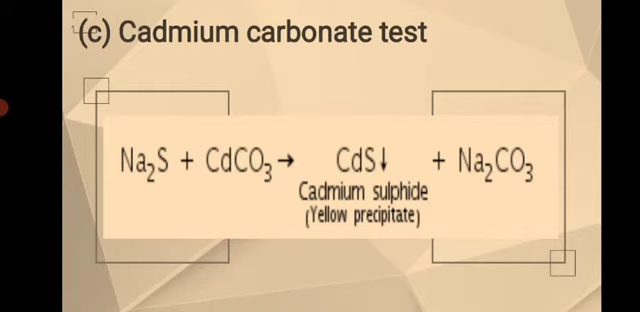 (c) Cadmium carbonate test
Na₂S + CdCO₃ → CdS↓ + Na₂CO₃
Cadmium sulphide
(Yellow precipitate)